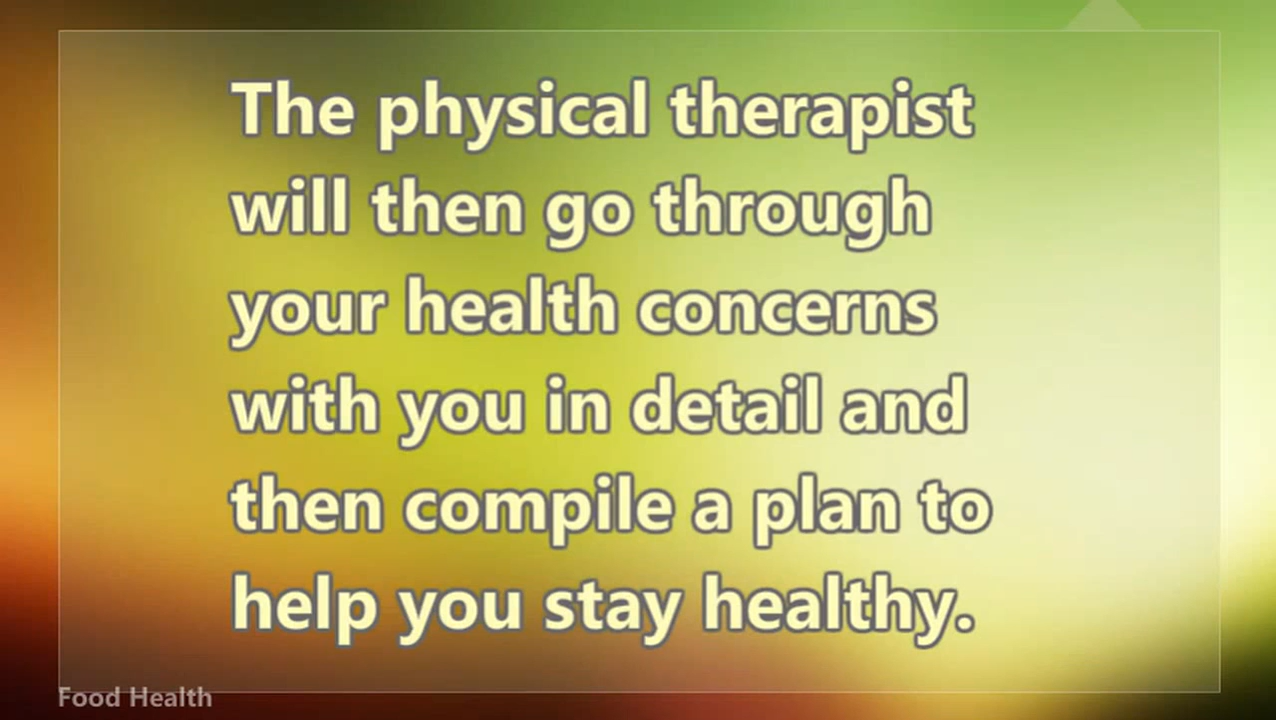 The physical therapist
will then go through
your health concerns
with you in detail and
then compile a plan to
help you stay healthy.
Food Health